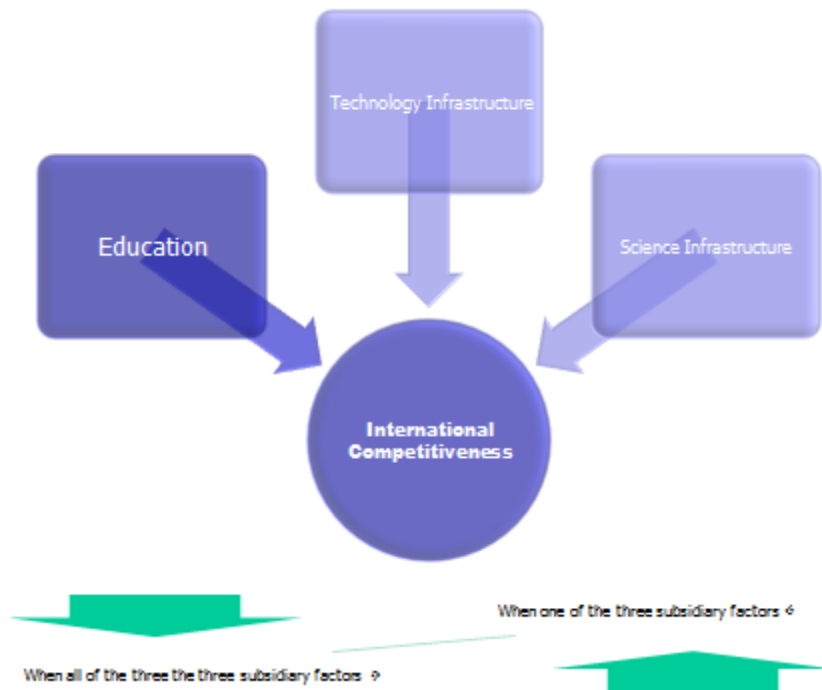 Technology Infrastructure
Education
Science Infrastructure
International
Competitiveness
When one of the three subsidiary factors
When all of the three the three subsidiary factors